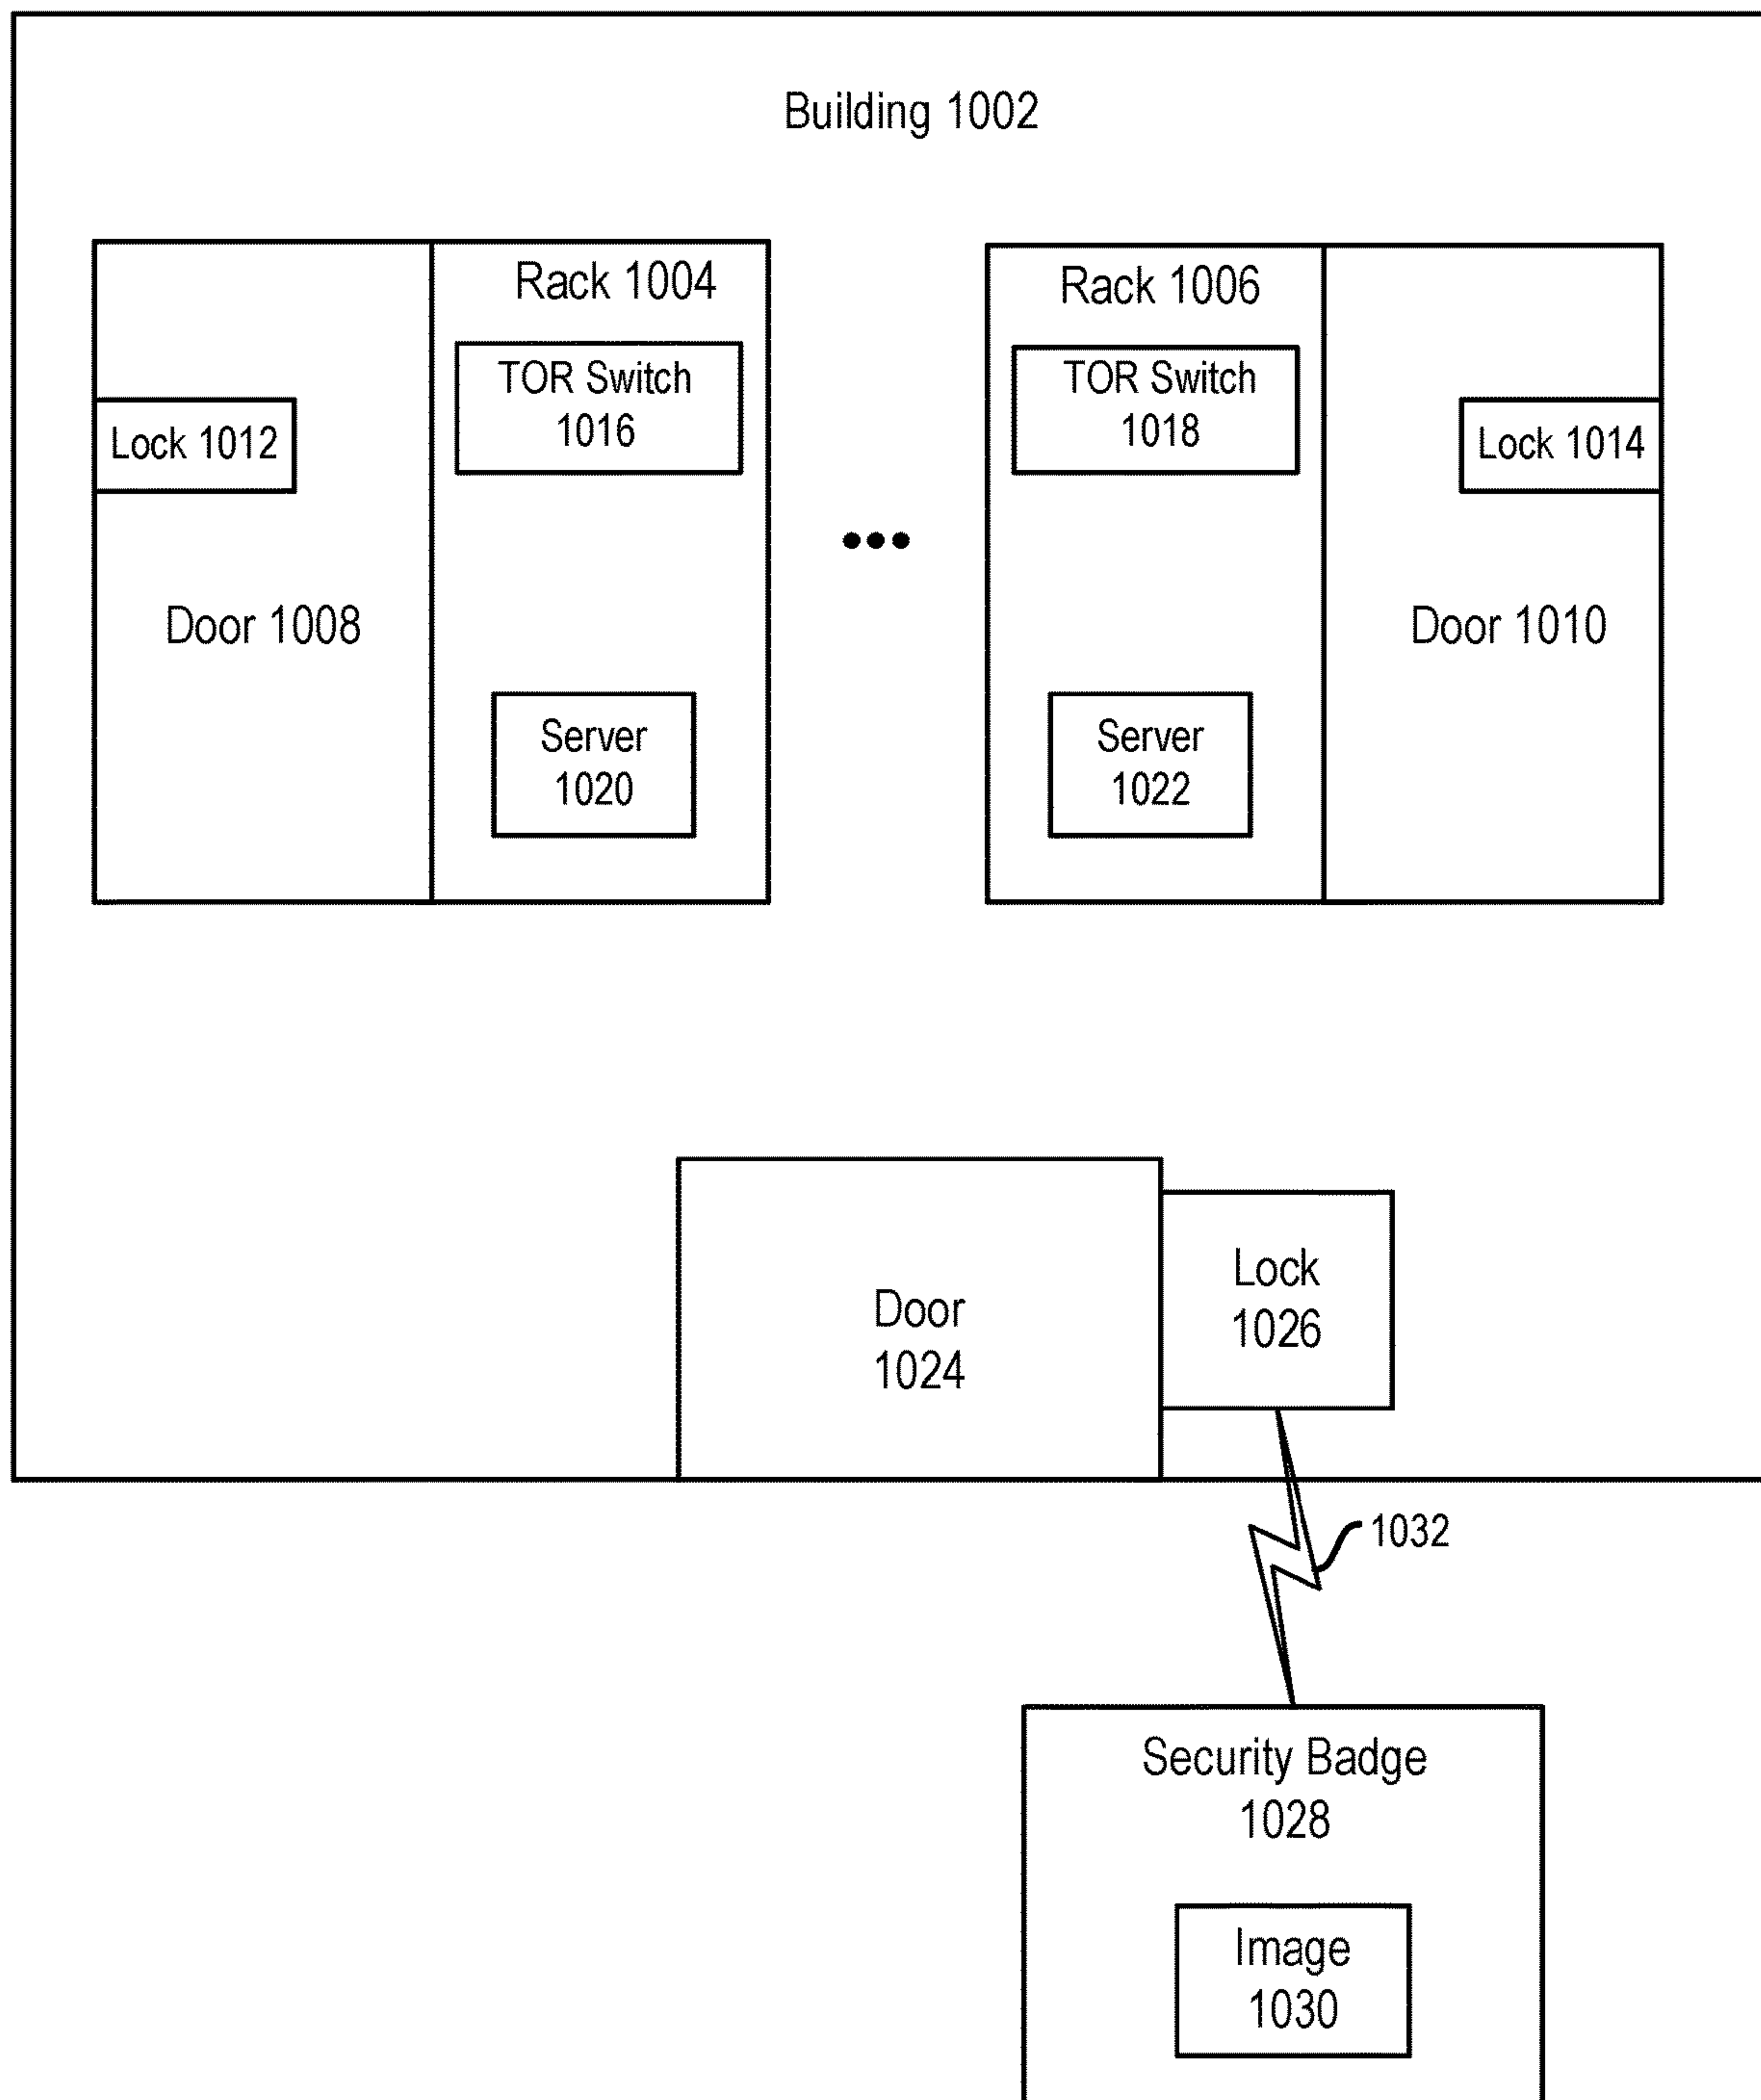 Building 1002
Rack 1004
TOR Switch
1016
Lock 1012
Door 1008
Server
1020
Rack 1006
TOR Switch
1018
Lock 1014
Door 1010
Server
1022
Door
1024
Lock
1026
1032
Security Badge
1028
Image
1030